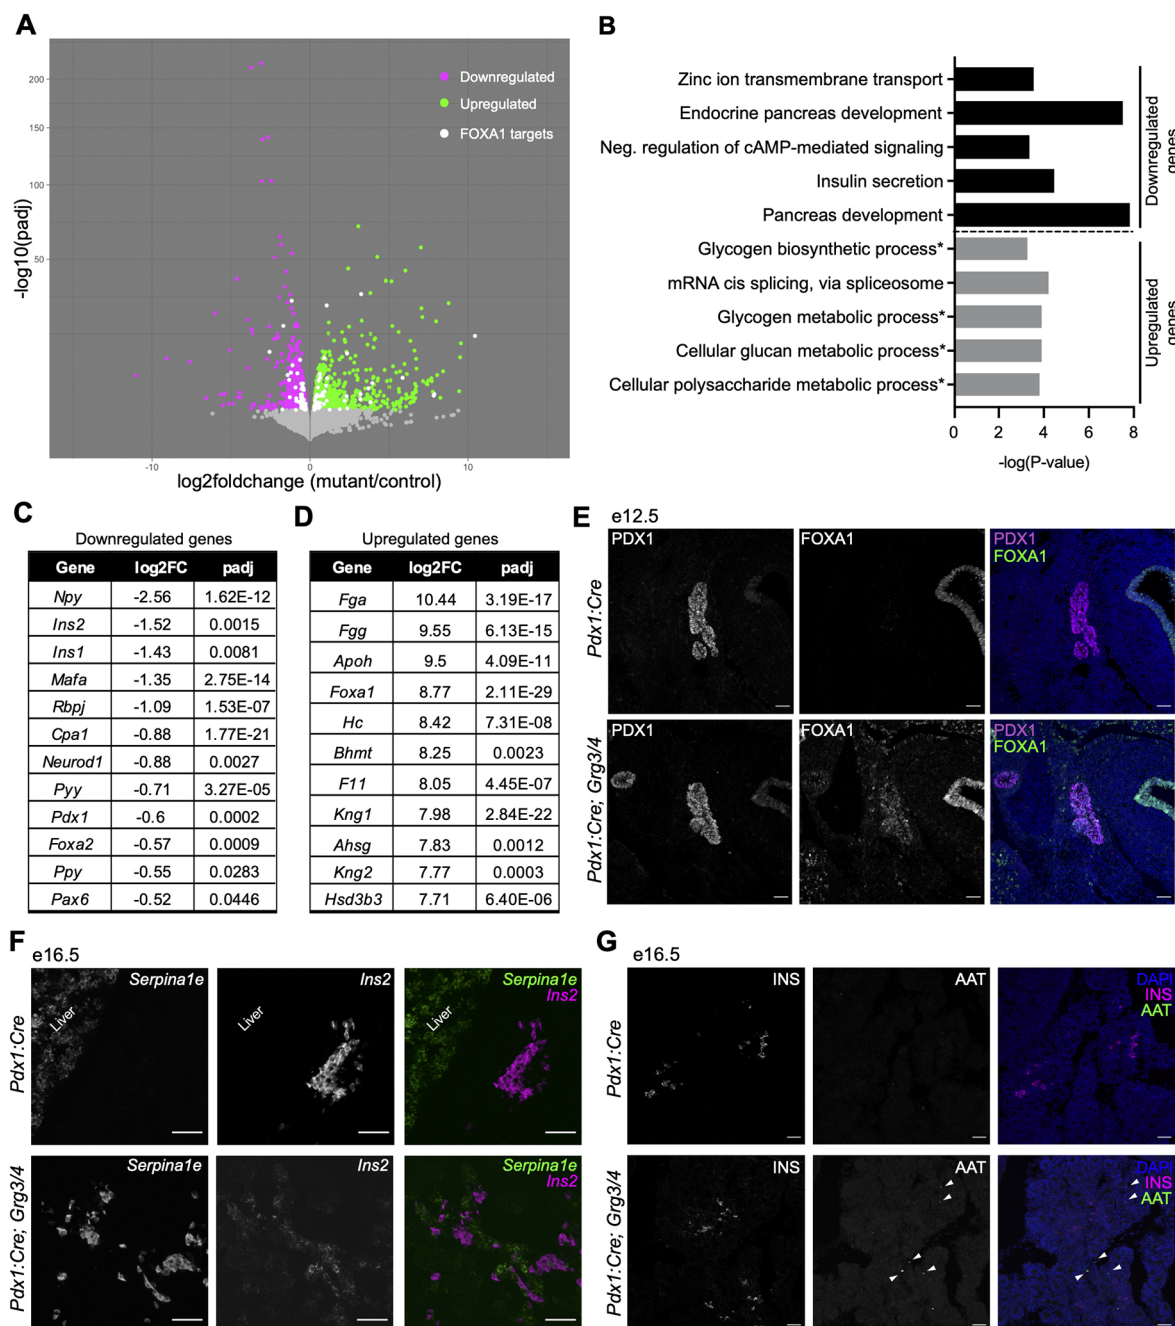 A
200
150
100
50
-log10(padj)
Downregulated
Upregulated
FOXA1 targets
-10
0
10
log2foldchange (mutant/control)
B
Zinc ion transmembrane transport
Endocrine pancreas development
Neg. regulation of cAMP-mediated signaling
Insulin secretion
Pancreas development
Glycogen biosynthetic process*
mRNA cis splicing, via spliceosome
Glycogen metabolic process*
Cellular glucan metabolic process*
Cellular polysaccharide metabolic process*
Downregulated
genes
Upregulated
genes
0 2 4 6 8
-log(P-value)
C
Downregulated genes
Gene log2FC padj
Npy -2.56 1.62E-12
Ins2 -1.52 0.0015
Ins1 -1.43 0.0081
Mafa -1.35 2.75E-14
Rbpj -1.09 1.53E-07
Cpa1 -0.88 1.77E-21
Neurod1 -0.88 0.0027
Pyy -0.71 3.27E-05
Pdx1 -0.6 0.0002
Foxa2 -0.57 0.0009
Ppy -0.55 0.0283
Pax6 -0.52 0.0446
D
Upregulated genes
Gene log2FC padj
Fga 10.44 3.19E-17
Fgg 9.55 6.13E-15
Apoh 9.5 4.09E-11
Foxa1 8.77 2.11E-29
Hc 8.42 7.31E-08
Bhmt 8.25 0.0023
F11 8.05 4.45E-07
Kng1 7.98 2.84E-22
Ahsg 7.83 0.0012
Kng2 7.77 0.0003
Hsd3b3 7.71 6.40E-06
E
e12.5
Pdx1:Cre
PDX1
FOXA1
PDX1
FOXA1
Pdx1:Cre; Grg3/4
PDX1
FOXA1
PDX1
FOXA1
F
e16.5
Pdx1:Cre
Serpina1e
Liver
Ins2
Liver
Serpina1e
Ins2
Liver
Pdx1:Cre; Grg3/4
Serpina1e
Ins2
Serpina1e
Ins2
G
e16.5
Pdx1:Cre
INS
AAT
DAPI
INS
AAT
Pdx1:Cre; Grg3/4
INS
AAT
DAPI
INS
AAT